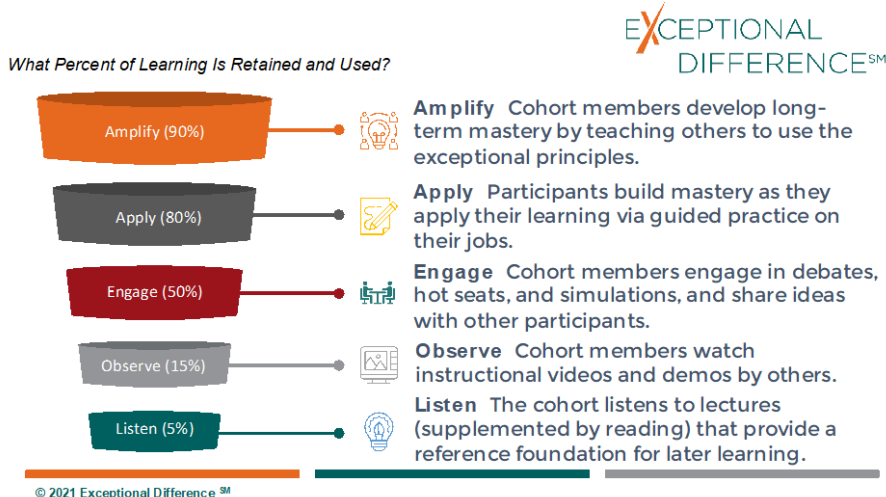 EXCEPTIONAL
DIFFERENCE℠
What Percent of Learning Is Retained and Used?
Amplify (90%)
Amplify Cohort members develop long-
term mastery by teaching others to use the
exceptional principles.
Apply (80%)
Apply Participants build mastery as they
apply their learning via guided practice on
their jobs.
Engage (50%)
Engage Cohort members engage in debates,
hot seats, and simulations, and share ideas
with other participants.
Observe (15%)
Observe Cohort members watch
instructional videos and demos by others.
Listen (5%)
Listen The cohort listens to lectures
(supplemented by reading) that provide a
reference foundation for later learning.
© 2021 Exceptional Difference ℠